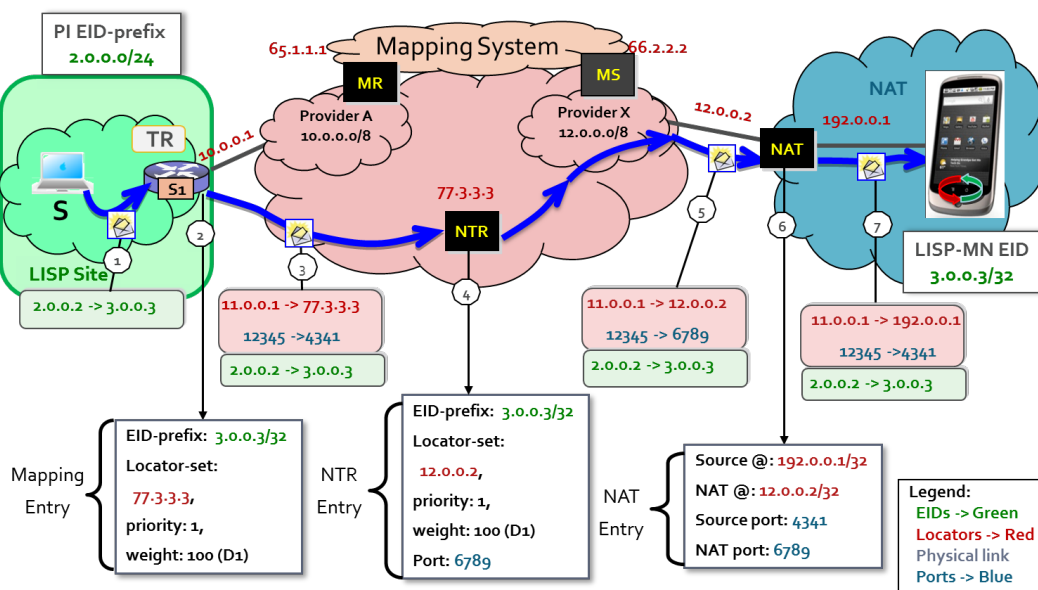 PI EID-prefix
2.0.0.0/24
65.1.1.1
Mapping System
66.2.2.2
MR
MS
Provider A
10.0.0.0/8
Provider X
12.0.0.0/8
12.0.0.2
NAT
192.0.0.1
NAT
TR
10.0.0.1
S1
S
77.3.3.3
NTR
LISP Site
1
2
3
4
5
6
7
LISP-MN EID
3.0.0.3/32
2.0.0.2 -> 3.0.0.3
11.0.0.1 -> 77.3.3.3
12345 ->4341
2.0.0.2 -> 3.0.0.3
11.0.0.1 -> 12.0.0.2
12345 -> 6789
2.0.0.2 -> 3.0.0.3
11.0.0.1 -> 192.0.0.1
12345 ->4341
2.0.0.2 -> 3.0.0.3
Mapping
Entry
EID-prefix: 3.0.0.3/32
Locator-set:
77.3.3.3,
priority: 1,
weight: 100 (D1)
NTR
Entry
EID-prefix: 3.0.0.3/32
Locator-set:
12.0.0.2,
priority: 1,
weight: 100 (D1)
Port: 6789
NAT
Entry
Source @: 192.0.0.1/32
NAT @: 12.0.0.2/32
Source port: 4341
NAT port: 6789
Legend:
EIDs -> Green
Locators -> Red
Physical link
Ports -> Blue